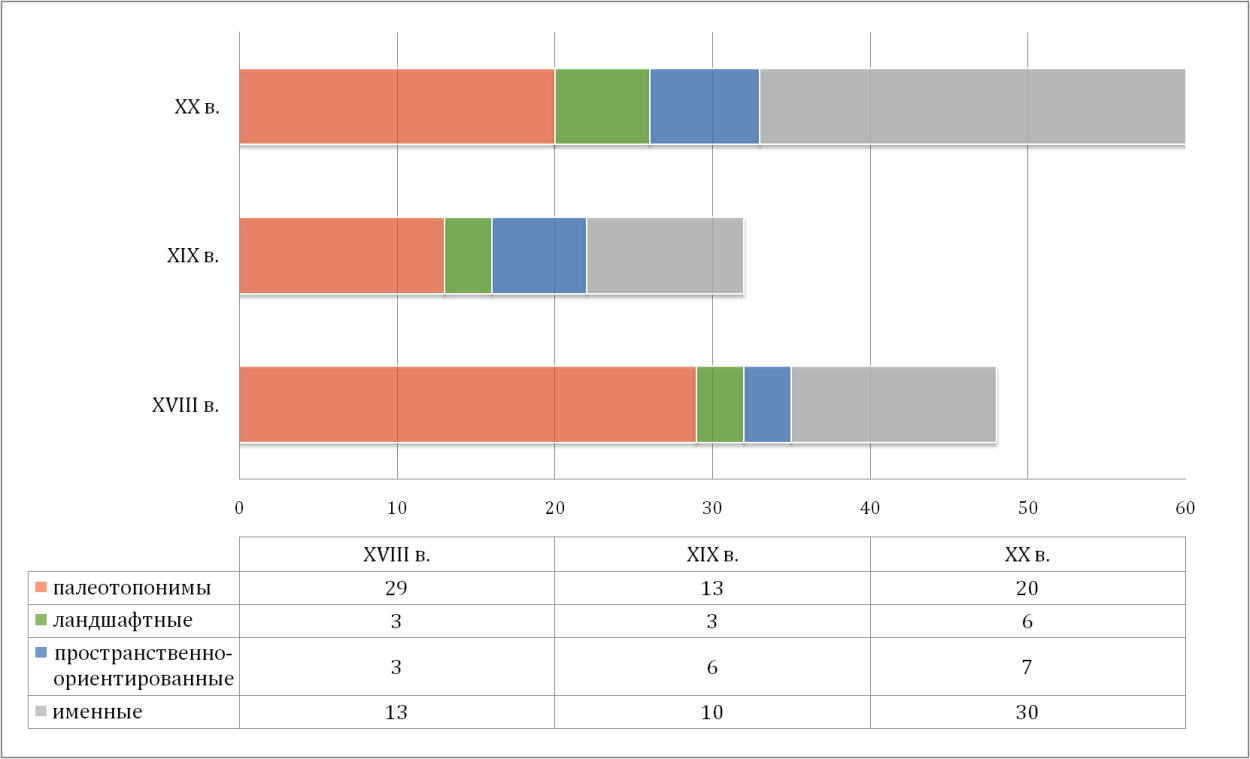 XX в.
XIX в.
XVIII в.
0 10 20 30 40 50 60
XVIII в. XIX в. XX в.
палеотопонимы 29 13 20
ландшафтные 3 3 6
пространственно-
ориентированные 3 6 7
именные 13 10 30